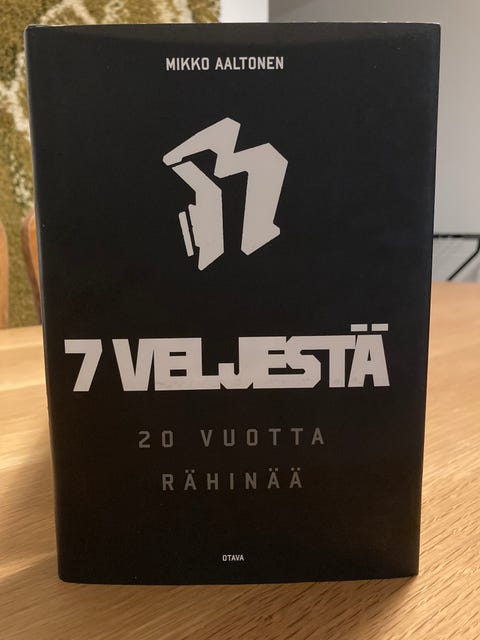 MIKKO AALTONEN
7 VELJESTÄ
20 VUOTTA
RÄHINÄÄ
OTAVA